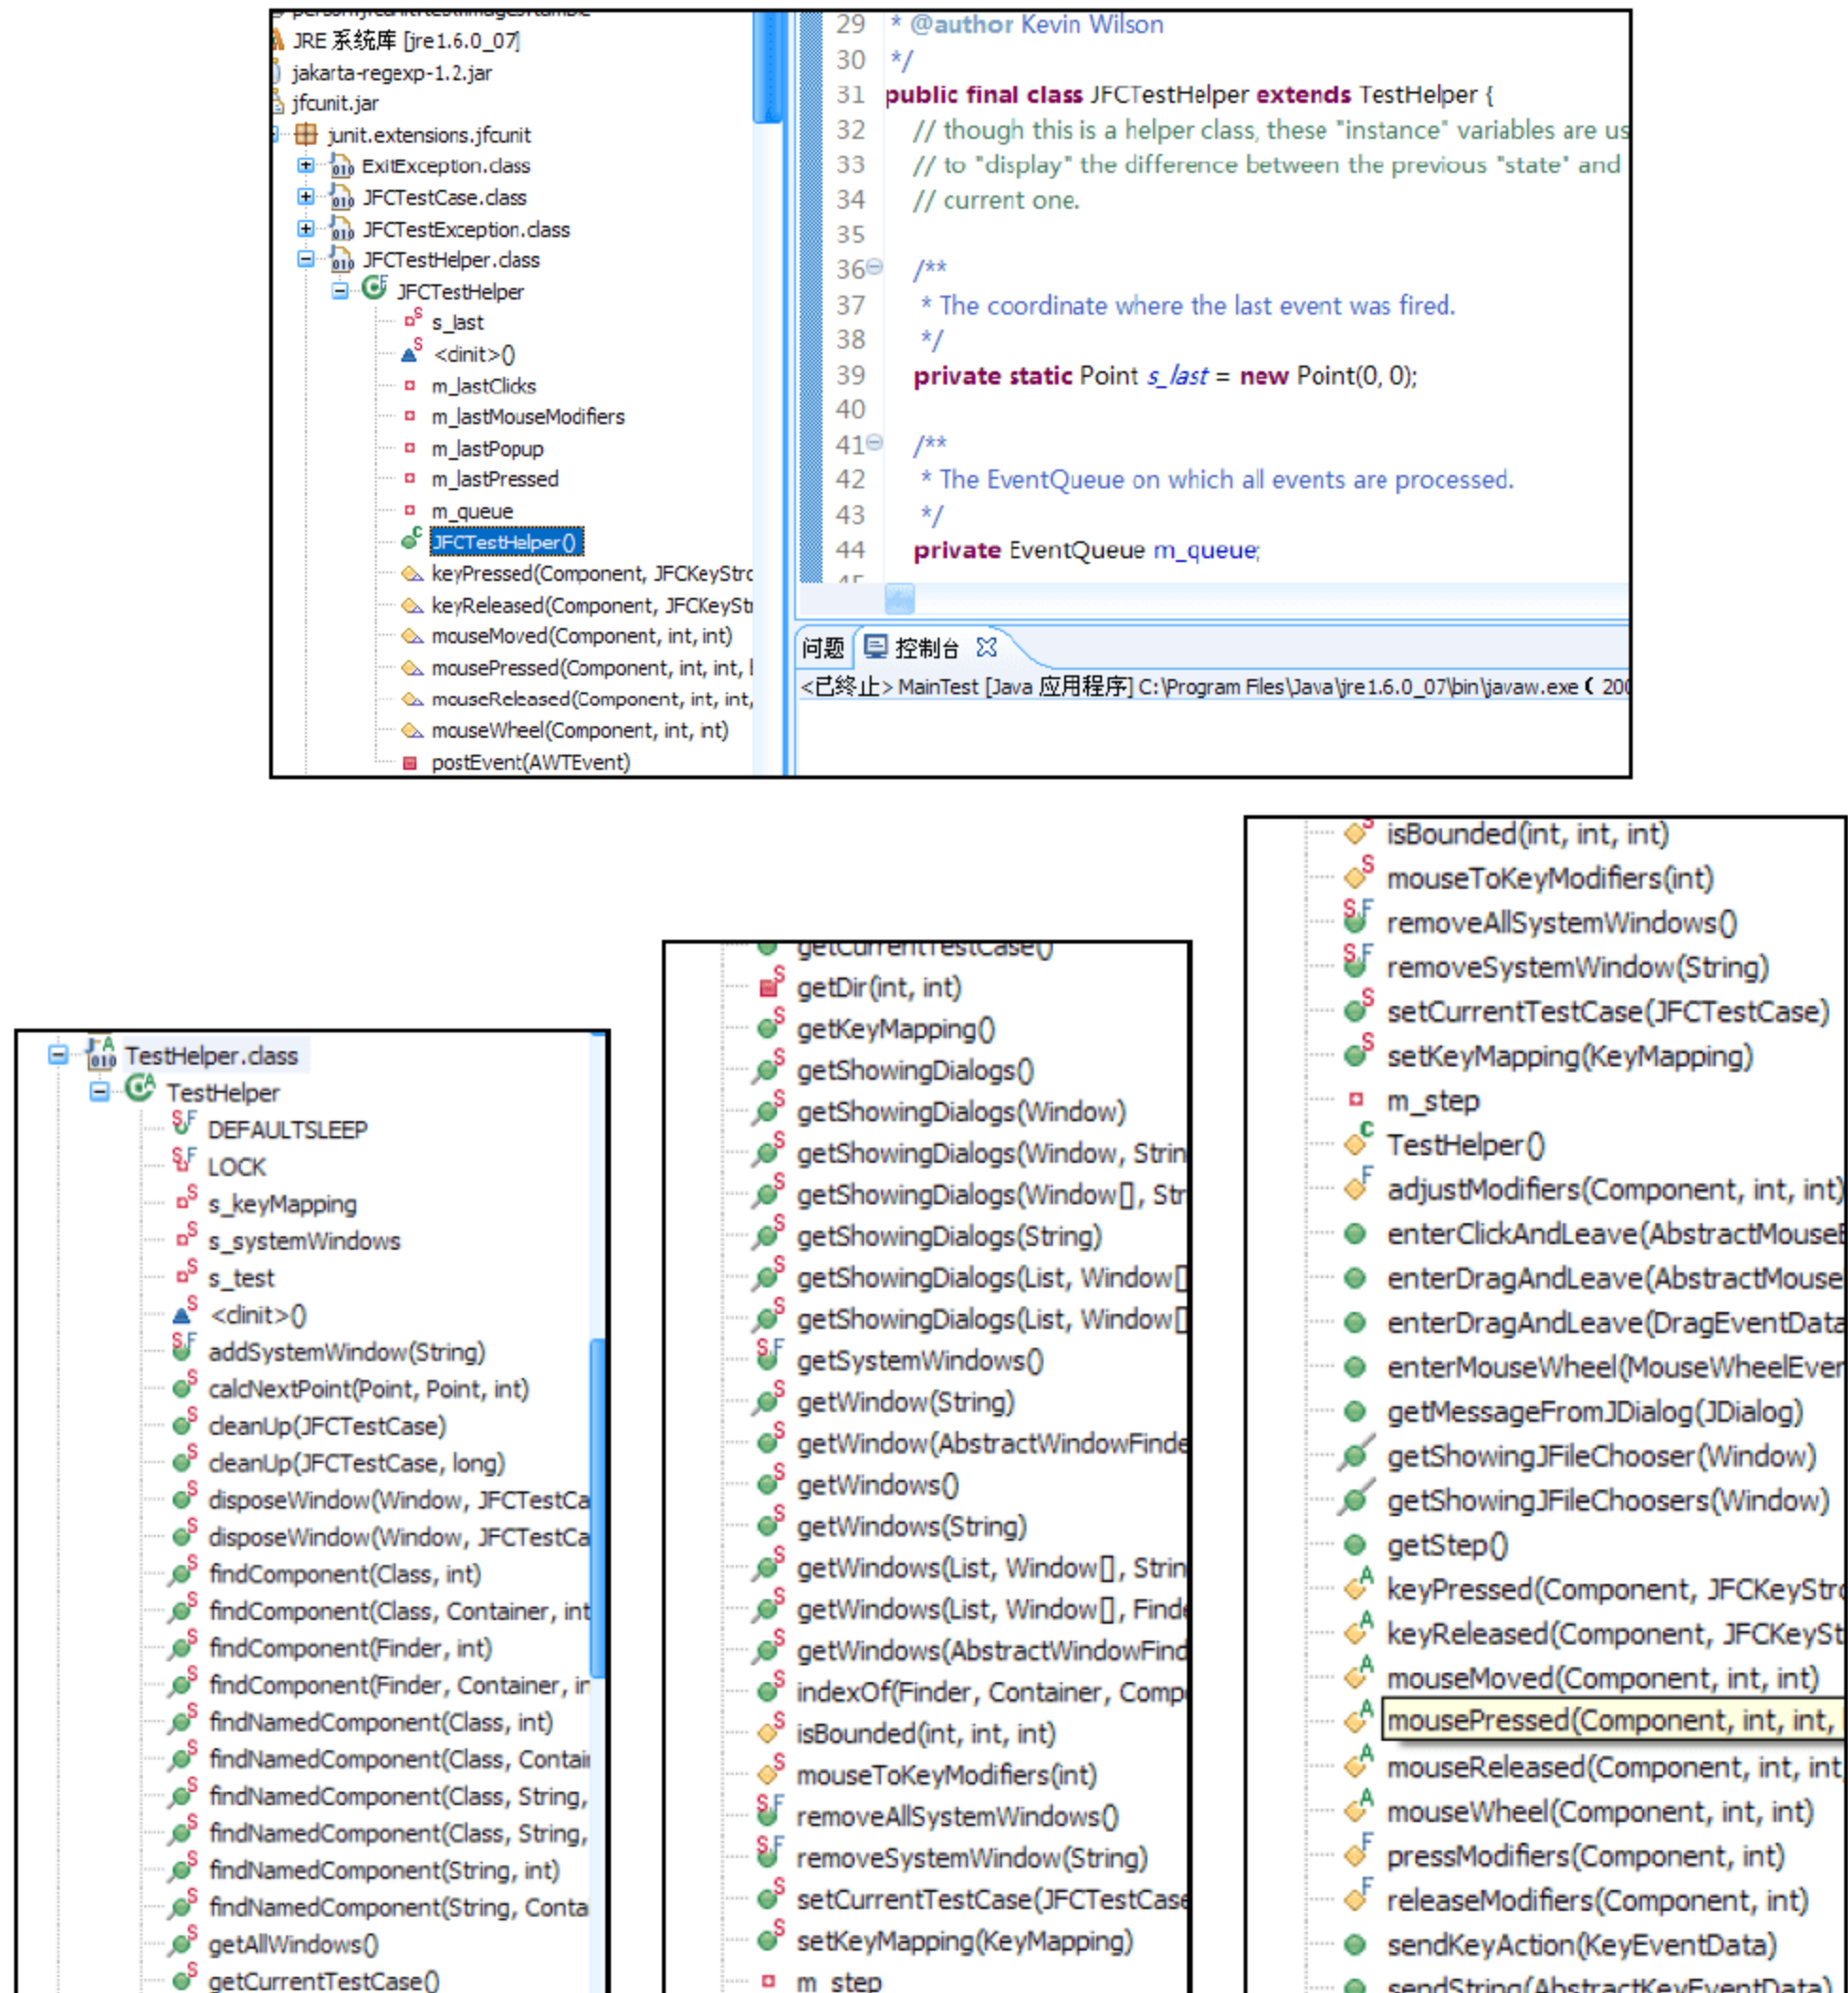 JRE 系统库 [jre1.6.0_07]
jakarta-regexp-1.2.jar
jfcunit.jar
junit.extensions.jfcunit
ExitException.class
JFCTestCase.class
JFCTestException.class
JFCTestHelper.class
JFCTestHelper
s_last
<clinit>()
m_lastClicks
m_lastMouseModifiers
m_lastPopup
m_lastPressed
m_queue
JFCTestHelper()
keyPressed(Component, JFCKeyStro
keyReleased(Component, JFCKeyStr
mouseMoved(Component, int, int)
mousePressed(Component, int, int,
mouseReleased(Component, int, int,
mouseWheel(Component, int, int)
postEvent(AWTEvent)
29 * @author Kevin Wilson
30 */
31 public final class JFCTestHelper extends TestHelper {
32 // though this is a helper class, these "instance" variables are us
33 // to "display" the difference between the previous "state" and
34 // current one.
35
36 /**
37 * The coordinate where the last event was fired.
38 */
39 private static Point s_last = new Point(0, 0);
40
41 /**
42 * The EventQueue on which all events are processed.
43 */
44 private EventQueue m_queue;
问题 控制台
<已终止> MainTest [Java 应用程序] C:\Program Files\Java\jre1.6.0_07\bin\javaw.exe ( 200
TestHelper.class
TestHelper
DEFAULTSLEEP
LOCK
s_keyMapping
s_systemWindows
s_test
<clinit>()
addSystemWindow(String)
calcNextPoint(Point, Point, int)
cleanUp(JFCTestCase)
cleanUp(JFCTestCase, long)
disposeWindow(Window, JFCTestCa
disposeWindow(Window, JFCTestCa
findComponent(Class, int)
findComponent(Class, Container, int
findComponent(Finder, int)
findComponent(Finder, Container, in
findNamedComponent(Class, int)
findNamedComponent(Class, Contai
findNamedComponent(Class, String,
findNamedComponent(Class, String,
findNamedComponent(String, int)
findNamedComponent(String, Conta
getAllWindows()
getCurrentTestCase()
getCurrentTestCase()
getDir(int, int)
getKeyMapping()
getShowingDialogs()
getShowingDialogs(Window)
getShowingDialogs(Window, Strin
getShowingDialogs(Window[], Str
getShowingDialogs(String)
getShowingDialogs(List, Window[]
getShowingDialogs(List, Window[]
getSystemWindows()
getWindow(String)
getWindow(AbstractWindowFinde
getWindows()
getWindows(String)
getWindows(List, Window[], Strin
getWindows(List, Window[], Finde
getWindows(AbstractWindowFind
indexOf(Finder, Container, Comp
isBounded(int, int, int)
mouseToKeyModifiers(int)
removeAllSystemWindows()
removeSystemWindow(String)
setCurrentTestCase(JFCTestCase
setKeyMapping(KeyMapping)
m_step
isBounded(int, int, int)
mouseToKeyModifiers(int)
removeAllSystemWindows()
removeSystemWindow(String)
setCurrentTestCase(JFCTestCase)
setKeyMapping(KeyMapping)
m_step
TestHelper()
adjustModifiers(Component, int, int)
enterClickAndLeave(AbstractMouseE
enterDragAndLeave(AbstractMouse
enterDragAndLeave(DragEventData
enterMouseWheel(MouseWheelEver
getMessageFromJDialog(JDialog)
getShowingJFileChooser(Window)
getShowingJFileChoosers(Window)
getStep()
keyPressed(Component, JFCKeyStro
keyReleased(Component, JFCKeySt
mouseMoved(Component, int, int)
mousePressed(Component, int, int,
mouseReleased(Component, int, int,
mouseWheel(Component, int, int)
pressModifiers(Component, int)
releaseModifiers(Component, int)
sendKeyAction(KeyEventData)
sendString(AbstractKeyEventData)